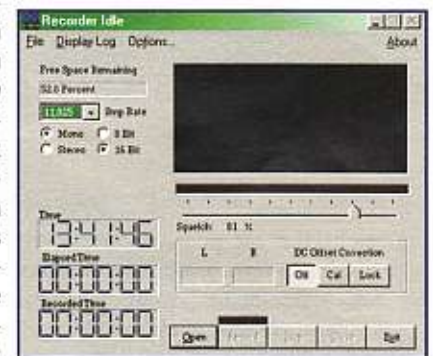 Recorder Idle
File Display Log Options... About
Free Space Remaining
52.0 Percent
11,025 Samp Rate
Mono 8 Bit
Stereo 16 Bit
Time
13:41:46
Elapsed Time
00:00:00
Recorded Time
00:00:00
Squelch: 81 %
L R DC Offset Correction
Off Cal Lock
Open Exit